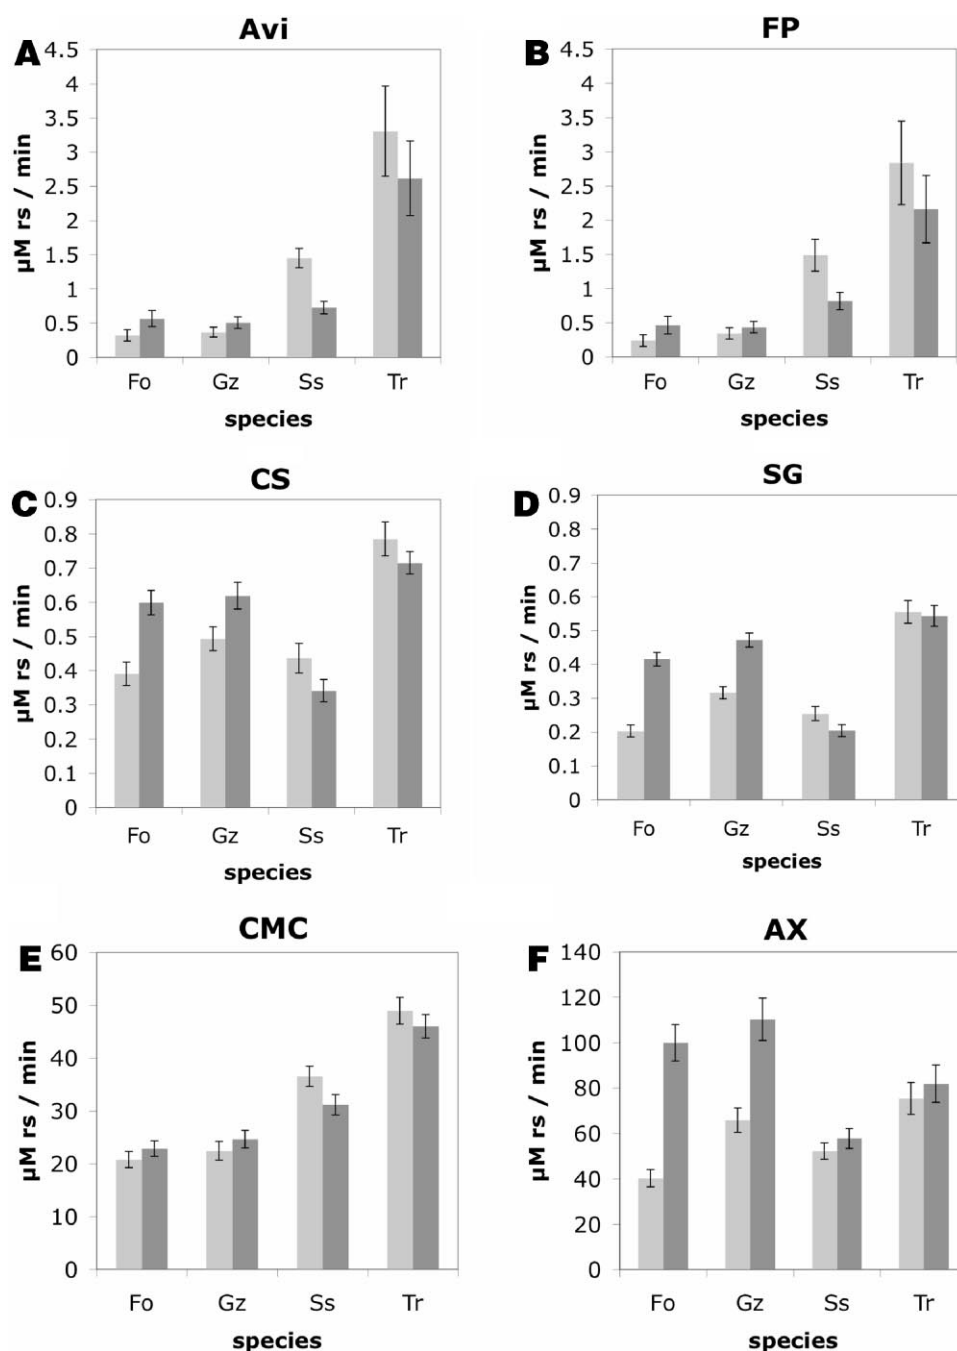 Avi
A
4.5
4
3.5
3
2.5
2
1.5
1
0.5
0
µM rs / min
Fo Gz Ss Tr
species
FP
B
4.5
4
3.5
3
2.5
2
1.5
1
0.5
0
µM rs / min
Fo Gz Ss Tr
species
CS
C
0.9
0.8
0.7
0.6
0.5
0.4
0.3
0.2
0.1
0
µM rs / min
Fo Gz Ss Tr
species
SG
D
0.9
0.8
0.7
0.6
0.5
0.4
0.3
0.2
0.1
0
µM rs / min
Fo Gz Ss Tr
species
CMC
E
60
50
40
30
20
10
0
µM rs / min
Fo Gz Ss Tr
species
AX
F
140
120
100
80
60
40
20
0
µM rs / min
Fo Gz Ss Tr
species